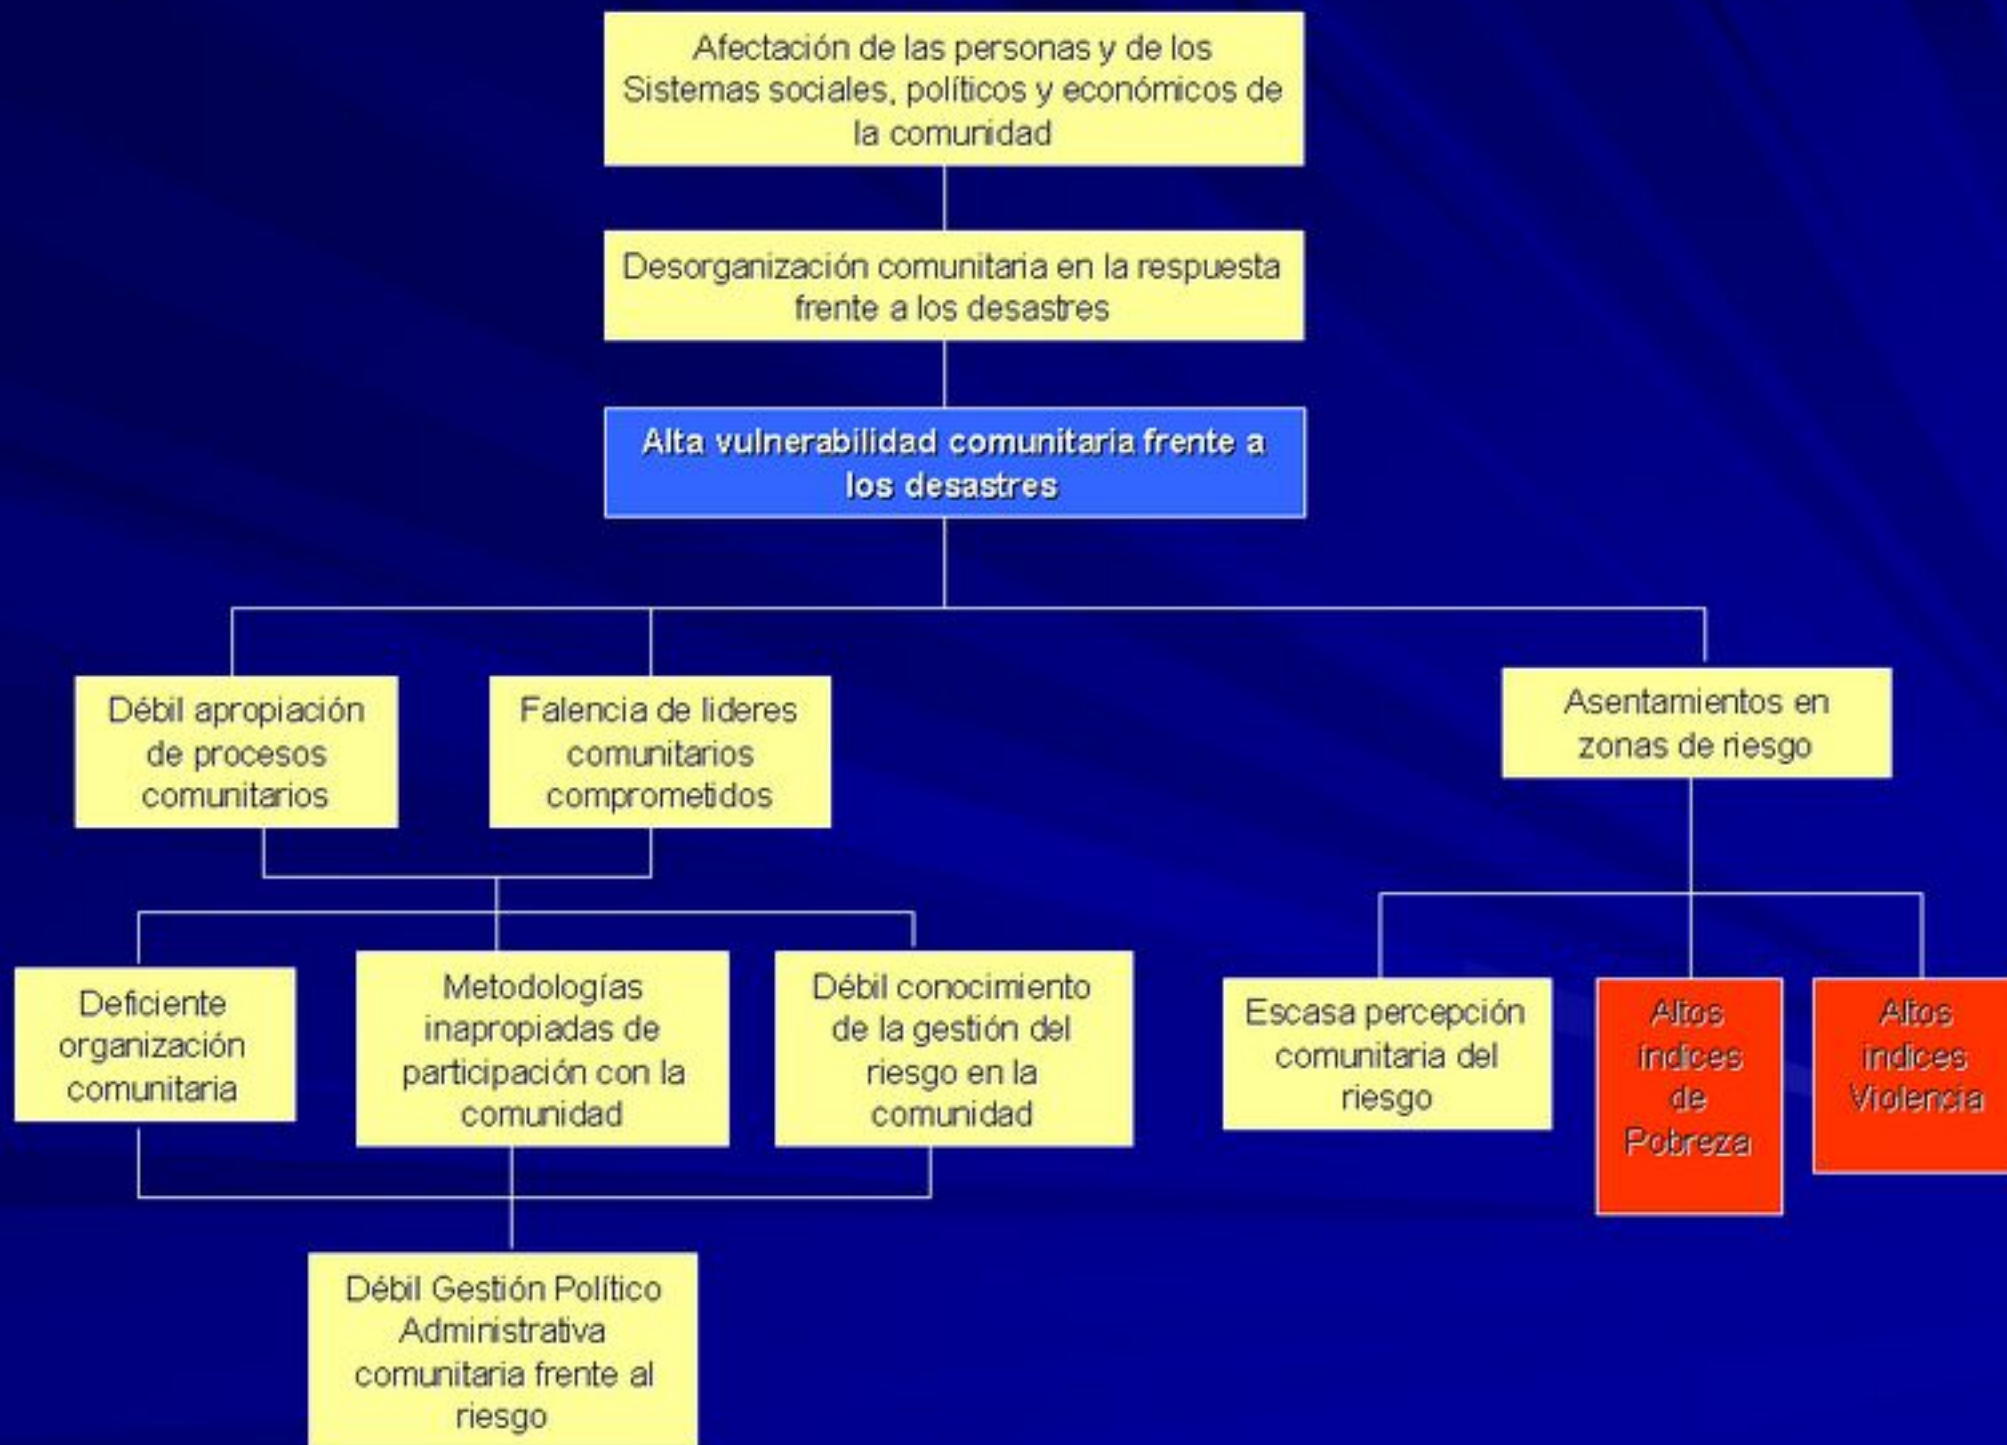 Afectación de las personas y de los
Sistemas sociales, políticos y económicos de
la comunidad
Desorganización comunitaria en la respuesta
frente a los desastres
Alta vulnerabilidad comunitaria frente a
los desastres
Débil apropiación
de procesos
comunitarios
Falencia de lideres
comunitarios
comprometidos
Asentamientos en
zonas de riesgo
Deficiente
organización
comunitaria
Metodologías
inapropiadas de
participación con la
comunidad
Débil conocimiento
de la gestión del
riesgo en la
comunidad
Escasa percepción
comunitaria del
riesgo
Altos
índices
de
Pobreza
Altos
indices
Violencia
Débil Gestión Político
Administrativa
comunitaria frente al
riesgo